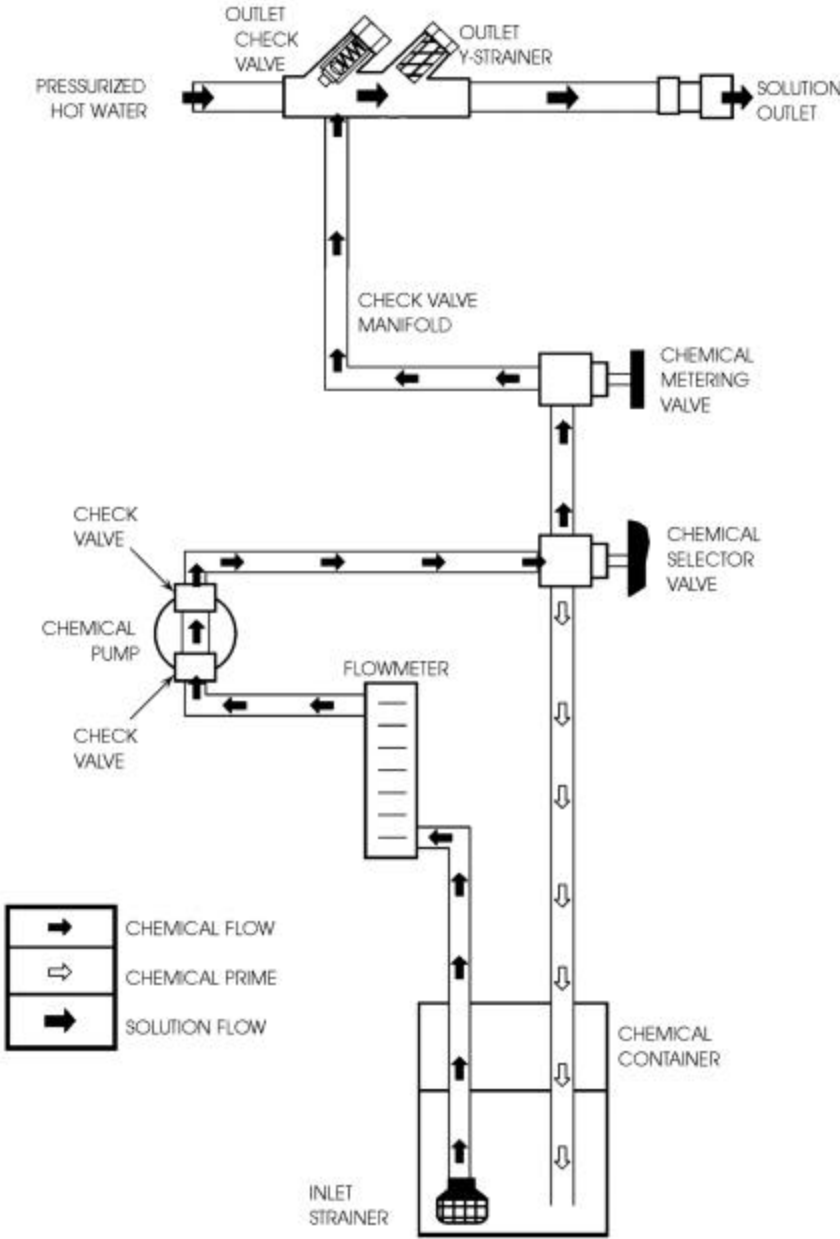 OUTLET
CHECK
VALVE
OUTLET
Y-STRAINER
PRESSURIZED
HOT WATER
SOLUTION
OUTLET
CHECK VALVE
MANIFOLD
CHEMICAL
METERING
VALVE
CHECK
VALVE
CHEMICAL
SELECTOR
VALVE
CHEMICAL
PUMP
FLOWMETER
CHECK
VALVE
CHEMICAL FLOW
CHEMICAL PRIME
SOLUTION FLOW
CHEMICAL
CONTAINER
INLET
STRAINER